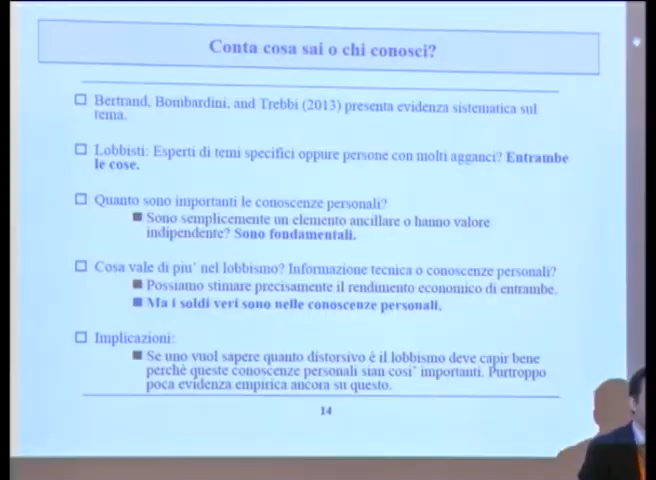 Conta cosa sai o chi conosci?
Bertrand, Bombardini, and Trebbi (2013) presenta evidenza sistematica sul
tema.
Lobbisti: Esperti di temi specifici oppure persone con molti agganci? Entrambe
le cose.
Quanto sono importanti le conoscenze personali?
Sono semplicemente un elemento ancillare o hanno valore
indipendente? Sono fondamentali.
Cosa vale di piu' nel lobbismo? Informazione tecnica o conoscenze personali?
Possiamo stimare precisamente il rendimento economico di entrambe.
Ma i soldi veri sono nelle conoscenze personali.
Implicazioni:
Se uno vuol sapere quanto distorsivo è il lobbismo deve capir bene
perchè queste conoscenze personali sian cosi' importanti. Purtroppo
poca evidenza empirica ancora su questo.
14